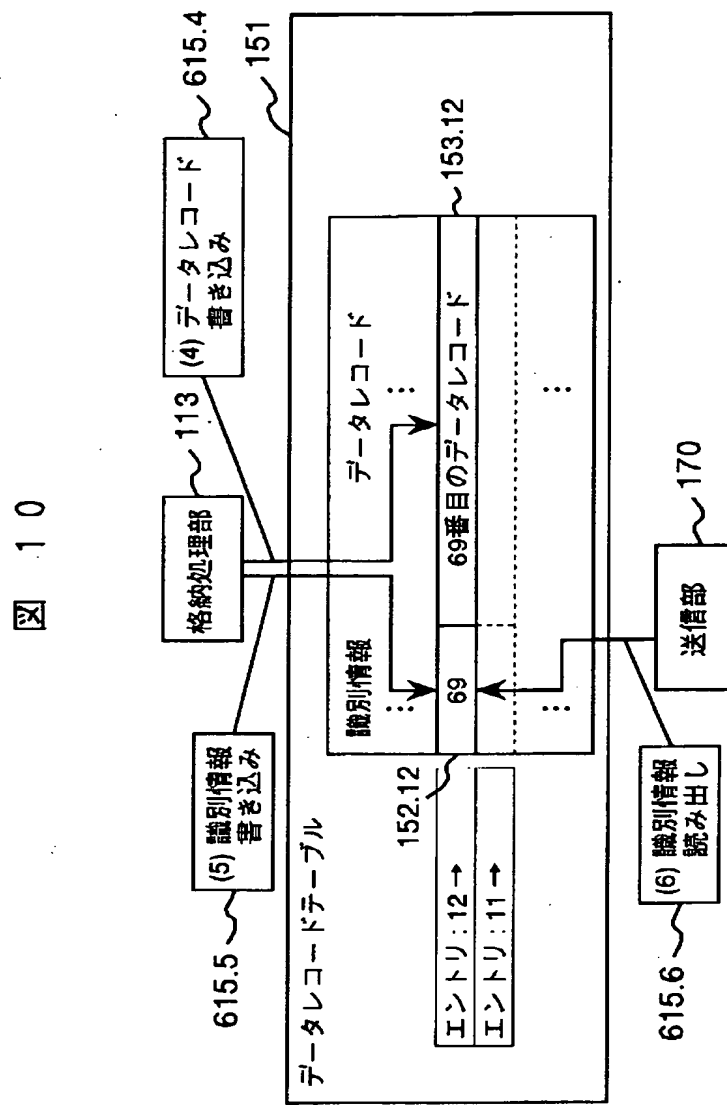 図 10
格納処理部
113
(4) データレコード
書き込み
615.4
(5) 識別情報
書き込み
615.5
151
データレコードテーブル
識別情報
データレコード
⋮
⋮
エントリ:12→
69
69番目のデータレコード
152.12
153.12
エントリ:11→
⋮
⋮
(6) 識別情報
読み出し
615.6
送信部
170